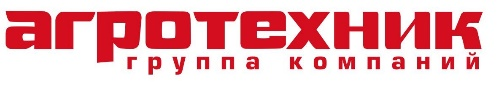 агротехник
группа компаний